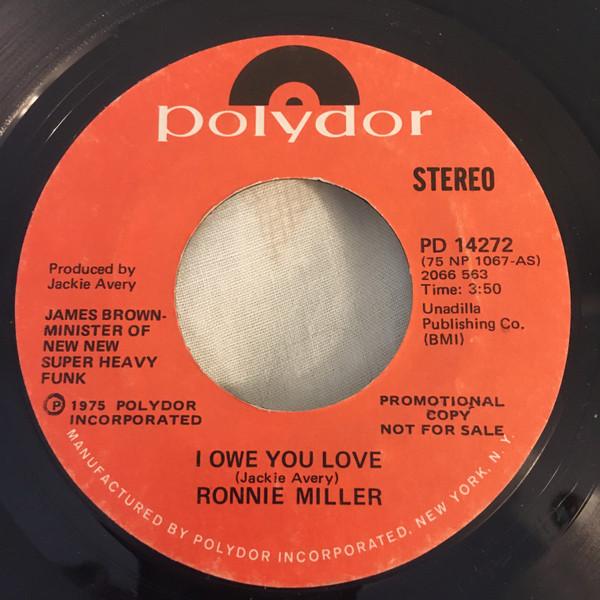 polydor
STEREO
PD 14272
(75 NP 1067-AS)
2066 563
Time: 3:50
Unadilla
Publishing Co.
(BMI)
Produced by
Jackie Avery
JAMES BROWN-
MINISTER OF
NEW NEW
SUPER HEAVY
FUNK
Ⓟ 1975 POLYDOR
INCORPORATED
PROMOTIONAL
COPY
NOT FOR SALE
I OWE YOU LOVE
(Jackie Avery)
RONNIE MILLER
MANUFACTURED BY POLYDOR INCORPORATED, NEW YORK, N.Y.